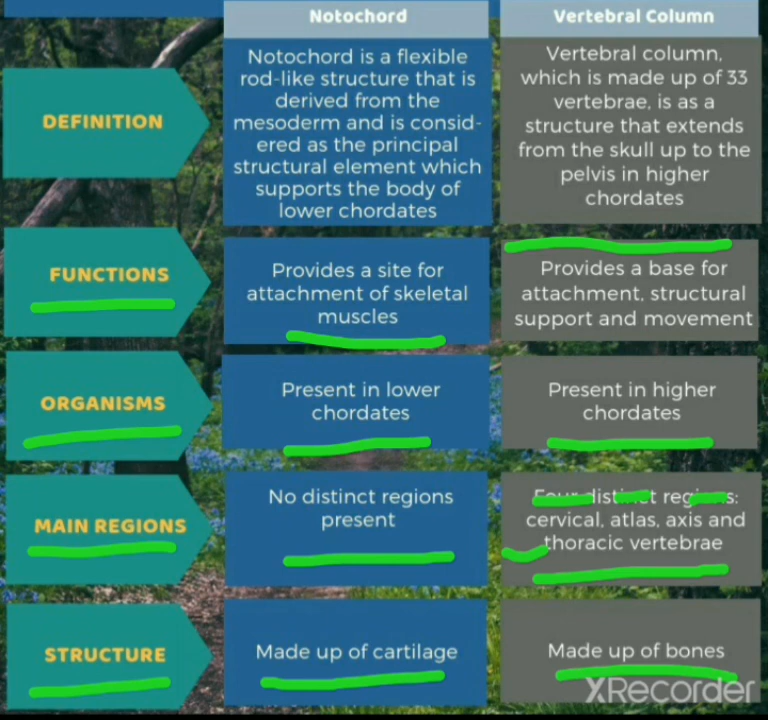 Notochord
Vertebral Column
DEFINITION
Notochord is a flexible
rod-like structure that is
derived from the
mesoderm and is consid-
ered as the principal
structural element which
supports the body of
lower chordates
Vertebral column,
which is made up of 33
vertebrae, is as a
structure that extends
from the skull up to the
pelvis in higher
chordates
FUNCTIONS
Provides a site for
attachment of skeletal
muscles
Provides a base for
attachment, structural
support and movement
ORGANISMS
Present in lower
chordates
Present in higher
chordates
MAIN REGIONS
No distinct regions
present
Four distinct regions:
cervical, atlas, axis and
thoracic vertebrae
STRUCTURE
Made up of cartilage
Made up of bones
XRecorder